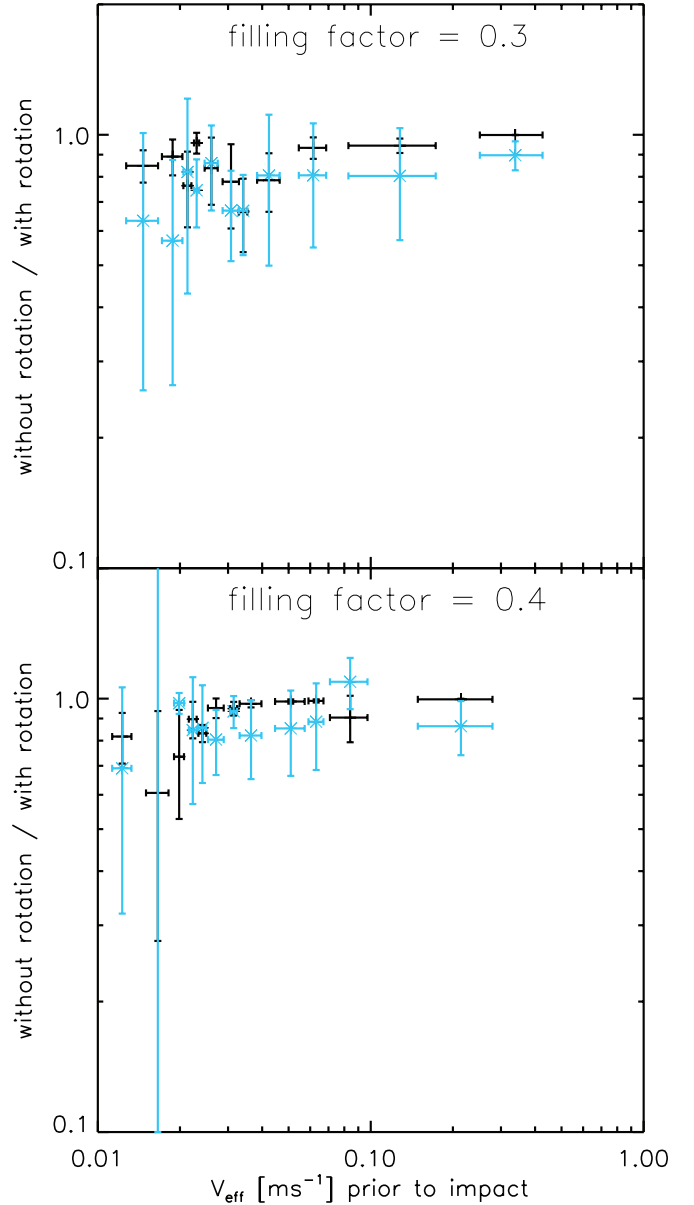 filling factor = 0.3
without rotation / with rotation
1.0
0.1
filling factor = 0.4
without rotation / with rotation
1.0
0.1
0.01
0.10
1.00
V_eff [ms⁻¹] prior to impact